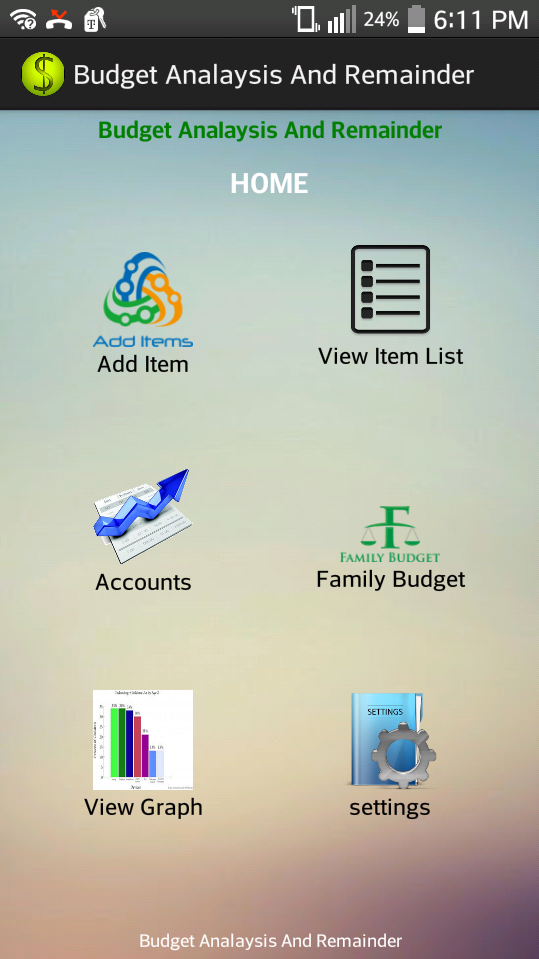 24% 6:11 PM
Budget Analaysis And Remainder
Budget Analaysis And Remainder
HOME
Add Items
Add Item
View Item List
Accounts
F
FAMILY BUDGET
Family Budget
View Graph
SETTINGS
settings
Budget Analaysis And Remainder